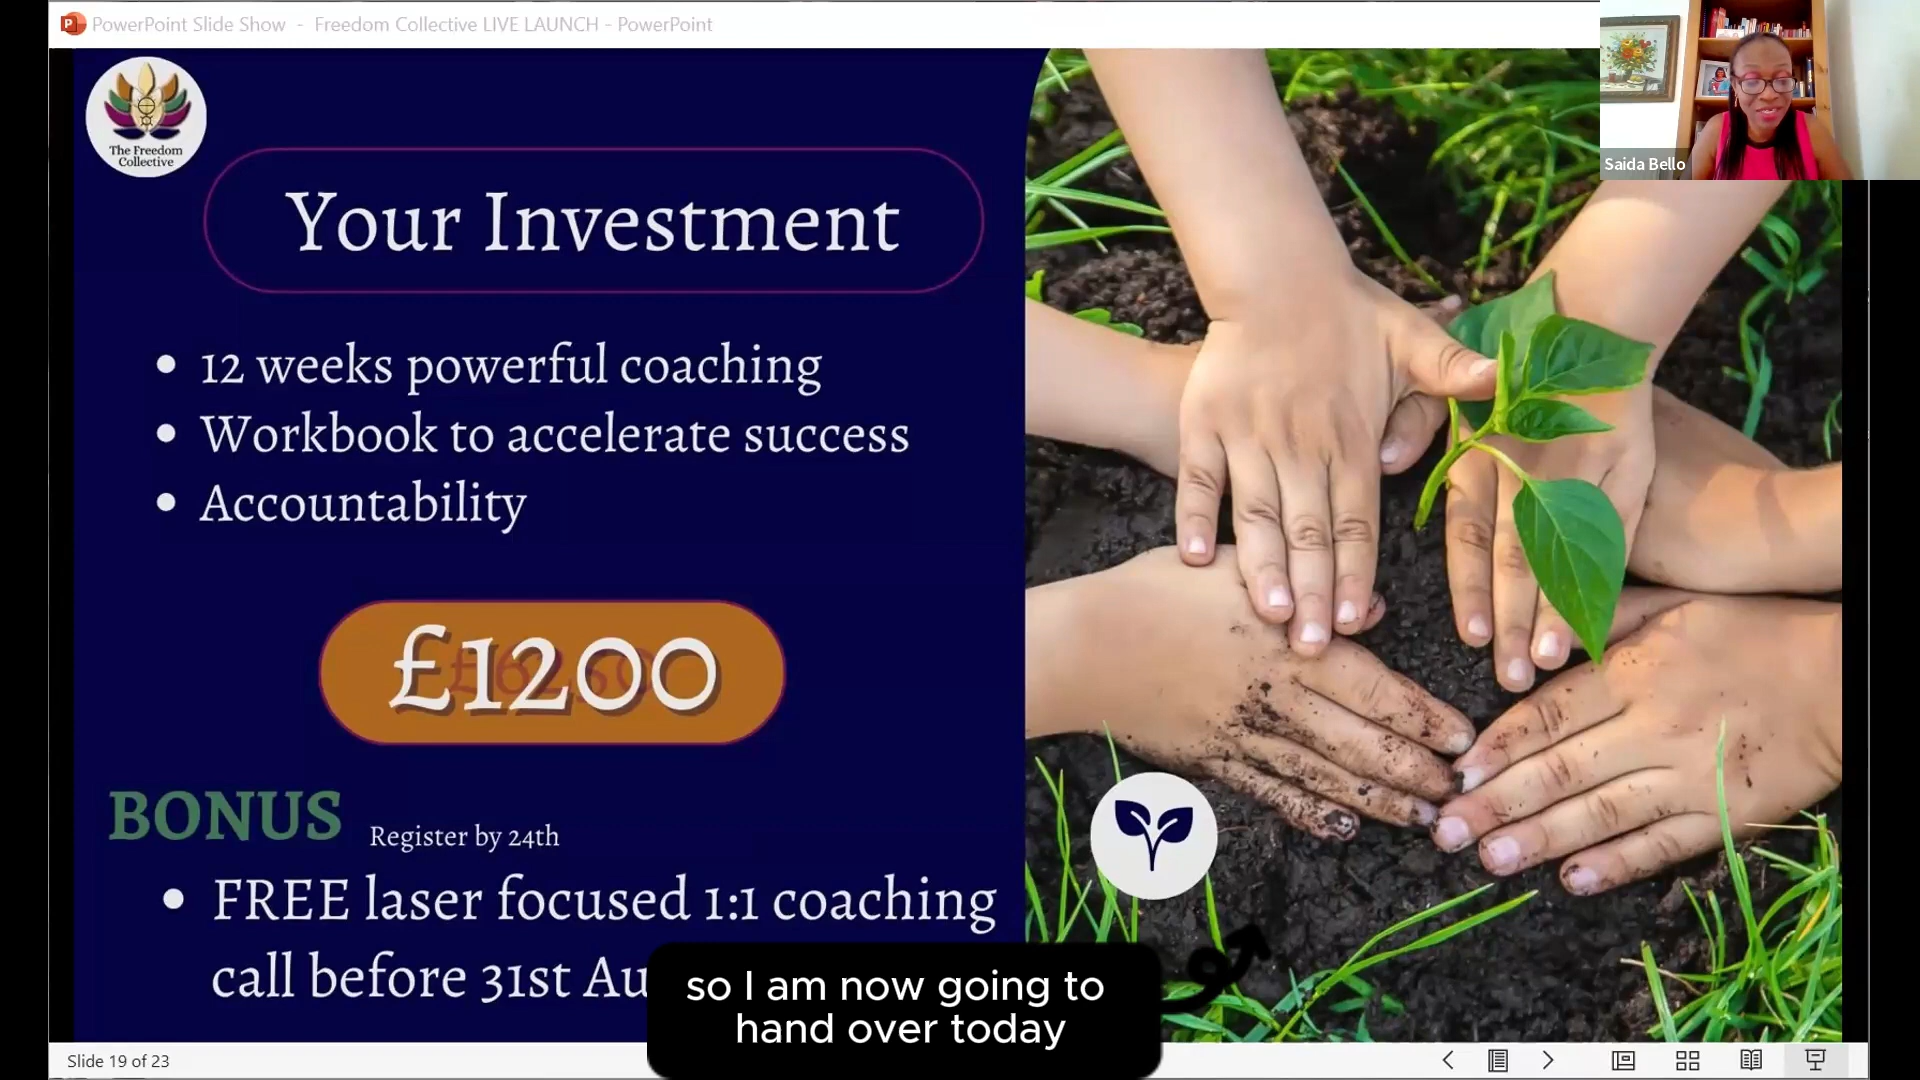 PowerPoint Slide Show - Freedom Collective LIVE LAUNCH - PowerPoint
The Freedom
Collective
Your Investment
• 12 weeks powerful coaching
• Workbook to accelerate success
• Accountability
£1200
BONUS Register by 24th
• FREE laser focused 1:1 coaching
call before 31st Au
Saida Bello
so I am now going to
hand over today
Slide 19 of 23